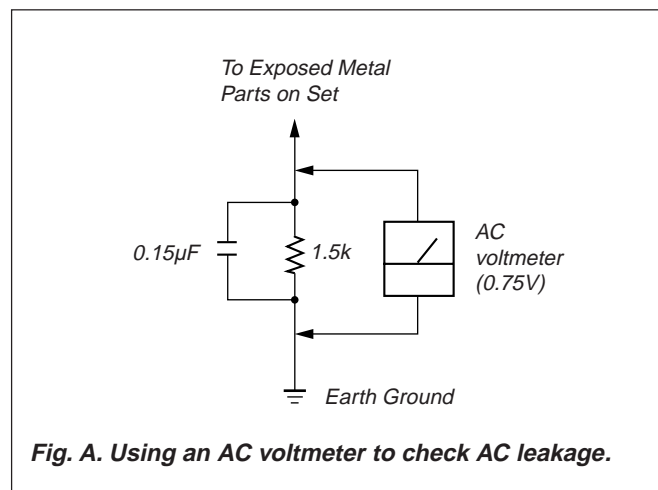 To Exposed Metal
Parts on Set
0.15µF
1.5k
AC
voltmeter
(0.75V)
Earth Ground
Fig. A. Using an AC voltmeter to check AC leakage.